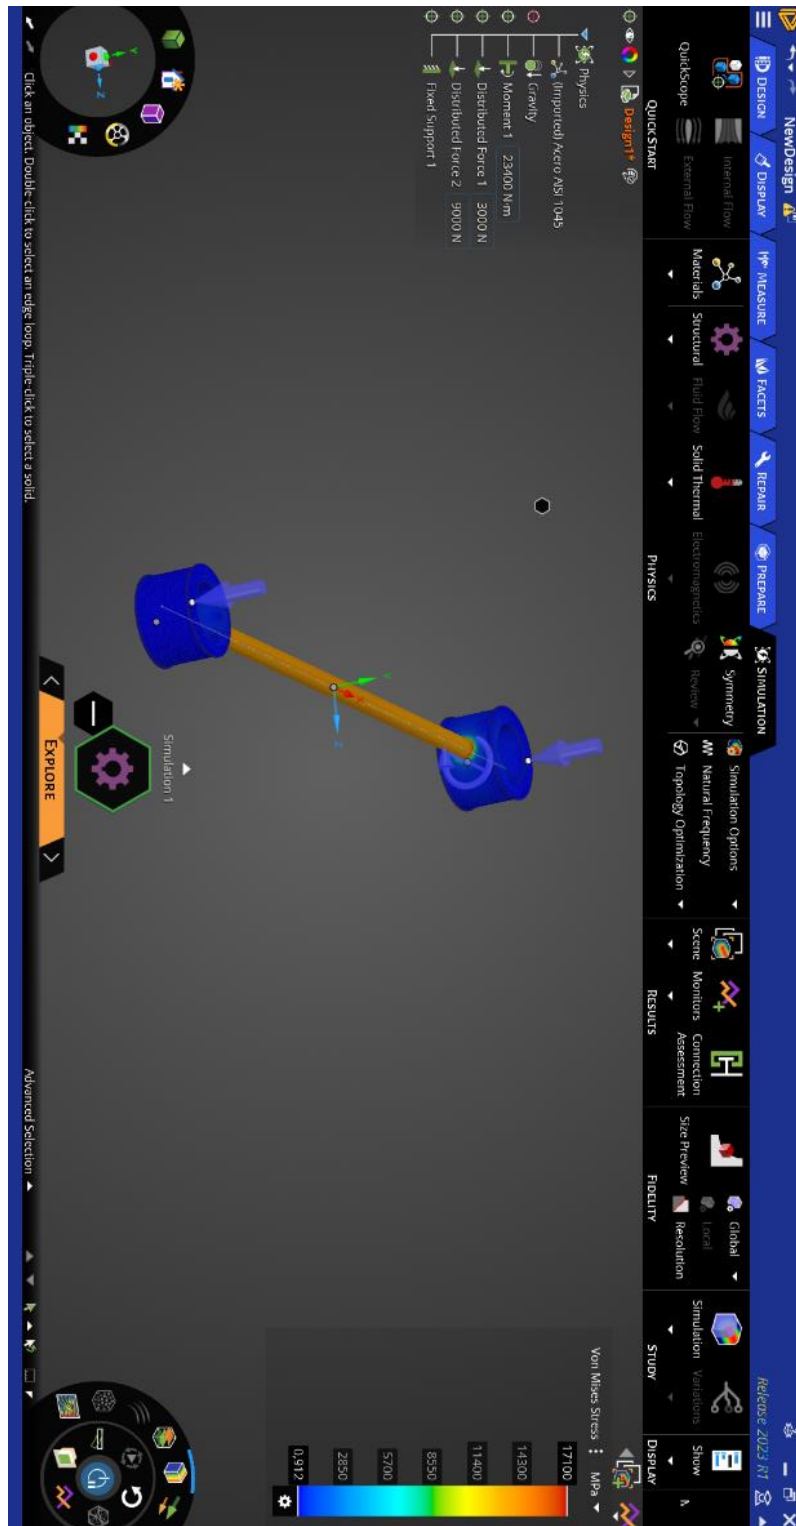 NewDesign
Release 2023 R1
DESIGN
DISPLAY
MEASURE
FACETS
REPAIR
PREPARE
SIMULATION
QuickScope
Internal Flow
External Flow
QUICKSTART
Materials
Structural
Fluid Flow
Solid Thermal
Electromagnetics
Symmetry
Review
PHYSICS
Simulation Options
Natural Frequency
Topology Optimization
Scene
Monitors
Connection
Assessment
RESULTS
Size Preview
Global
Local
Resolution
FIDELITY
Simulation
Variations
STUDY
Show
DISPLAY
Design1*
Physics
(Imported) Acero AISI 1045
Gravity
Moment 1 23400 N·m
Distributed Force 1 3000 N
Distributed Force 2 9000 N
Fixed Support 1
Von Mises Stress : MPa
17100
14300
11400
8550
5700
2850
0,912
Y
X
Z
Simulation 1
EXPLORE
Y
Z
Click an object. Double-click to select an edge loop. Triple-click to select a solid.
Advanced Selection